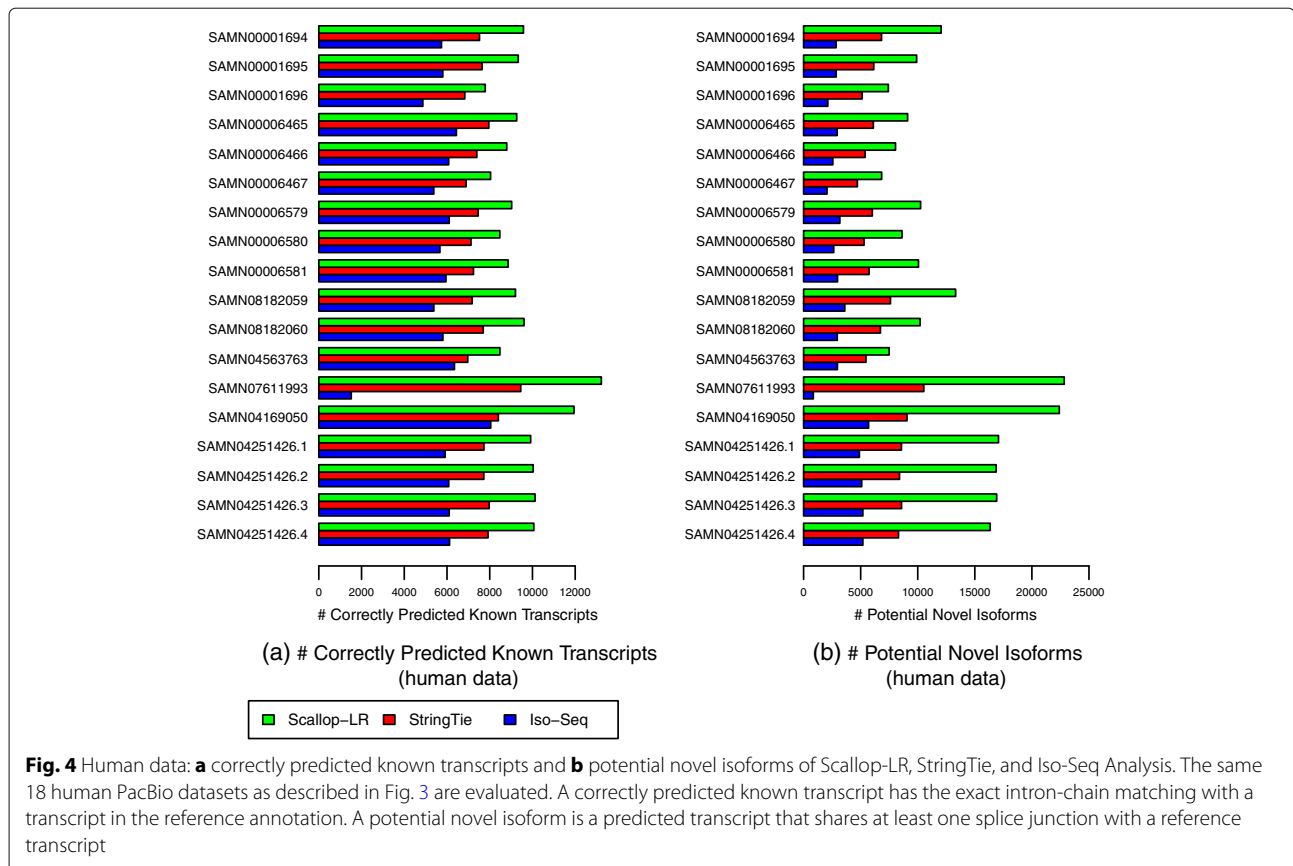 SAMN00001694
SAMN00001695
SAMN00001696
SAMN00006465
SAMN00006466
SAMN00006467
SAMN00006579
SAMN00006580
SAMN00006581
SAMN08182059
SAMN08182060
SAMN04563763
SAMN07611993
SAMN04169050
SAMN04251426.1
SAMN04251426.2
SAMN04251426.3
SAMN04251426.4
0 2000 4000 6000 8000 10000 12000
# Correctly Predicted Known Transcripts
(a) # Correctly Predicted Known Transcripts
(human data)
SAMN00001694
SAMN00001695
SAMN00001696
SAMN00006465
SAMN00006466
SAMN00006467
SAMN00006579
SAMN00006580
SAMN00006581
SAMN08182059
SAMN08182060
SAMN04563763
SAMN07611993
SAMN04169050
SAMN04251426.1
SAMN04251426.2
SAMN04251426.3
SAMN04251426.4
0 5000 10000 15000 20000 25000
# Potential Novel Isoforms
(b) # Potential Novel Isoforms
(human data)
Scallop−LR StringTie Iso−Seq
Fig. 4 Human data: a correctly predicted known transcripts and b potential novel isoforms of Scallop-LR, StringTie, and Iso-Seq Analysis. The same
18 human PacBio datasets as described in Fig. 3 are evaluated. A correctly predicted known transcript has the exact intron-chain matching with a
transcript in the reference annotation. A potential novel isoform is a predicted transcript that shares at least one splice junction with a reference
transcript